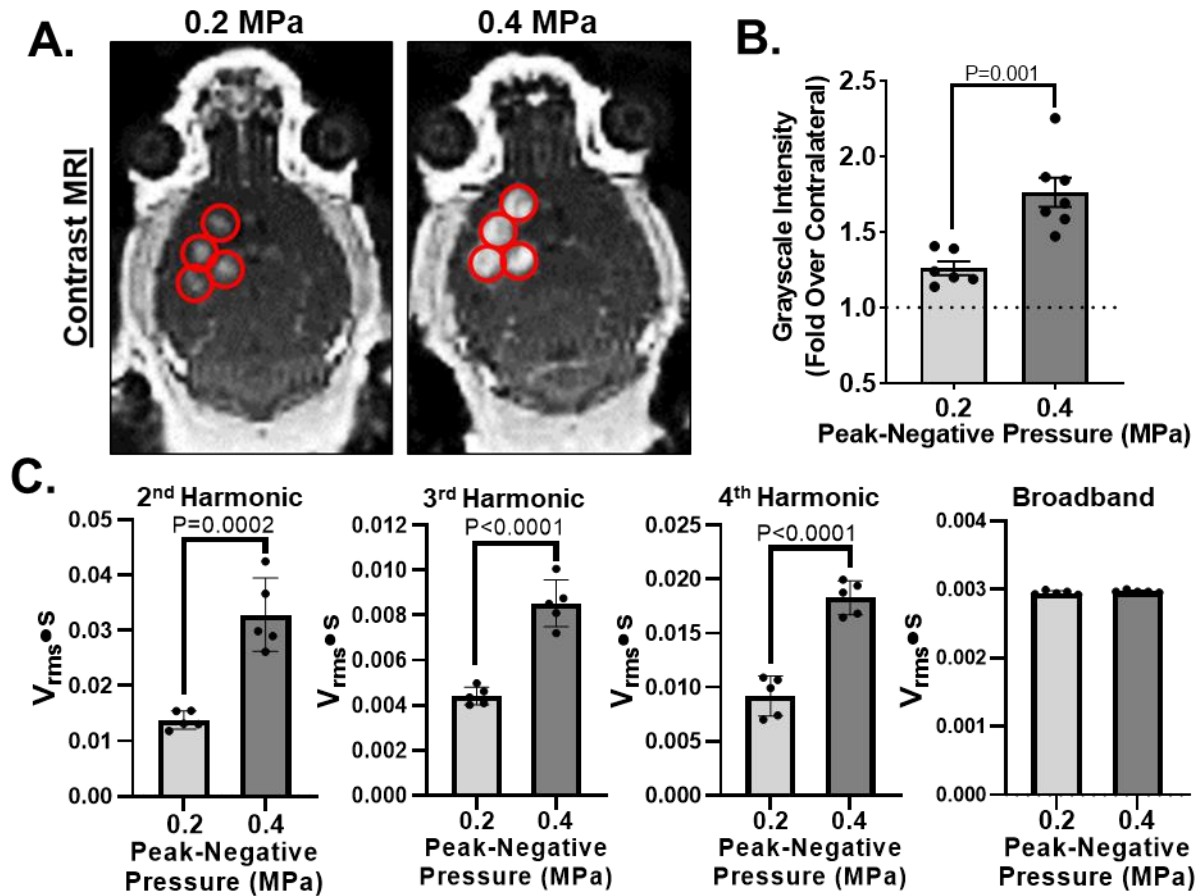 A.
0.2 MPa
0.4 MPa
Contrast MRI
B.
P=0.001
Grayscale Intensity
(Fold Over Contralateral)
2.5
2.0
1.5
1.0
0.5
0.2
0.4
Peak-Negative Pressure (MPa)
C.
2nd Harmonic
P=0.0002
Vrms•s
0.05
0.04
0.03
0.02
0.01
0.00
0.2
0.4
Peak-Negative
Pressure (MPa)
3rd Harmonic
P<0.0001
Vrms•s
0.012
0.010
0.008
0.006
0.004
0.002
0.000
0.2
0.4
Peak-Negative
Pressure (MPa)
4th Harmonic
P<0.0001
Vrms•s
0.025
0.020
0.015
0.010
0.005
0.000
0.2
0.4
Peak-Negative
Pressure (MPa)
Broadband
Vrms•s
0.004
0.003
0.002
0.001
0.000
0.2
0.4
Peak-Negative
Pressure (MPa)